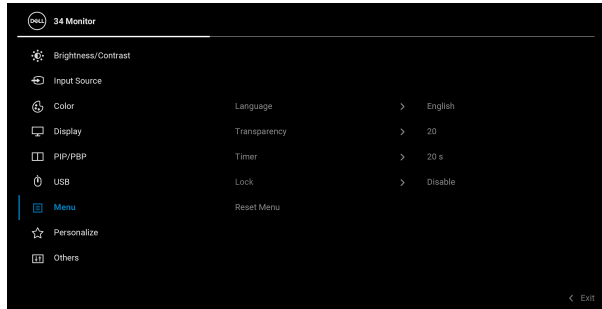 DELL 34 Monitor
Brightness/Contrast
Input Source
Color Language > English
Display Transparency > 20
PIP/PBP Timer > 20 s
USB Lock > Disable
Menu Reset Menu
Personalize
Others
< Exit